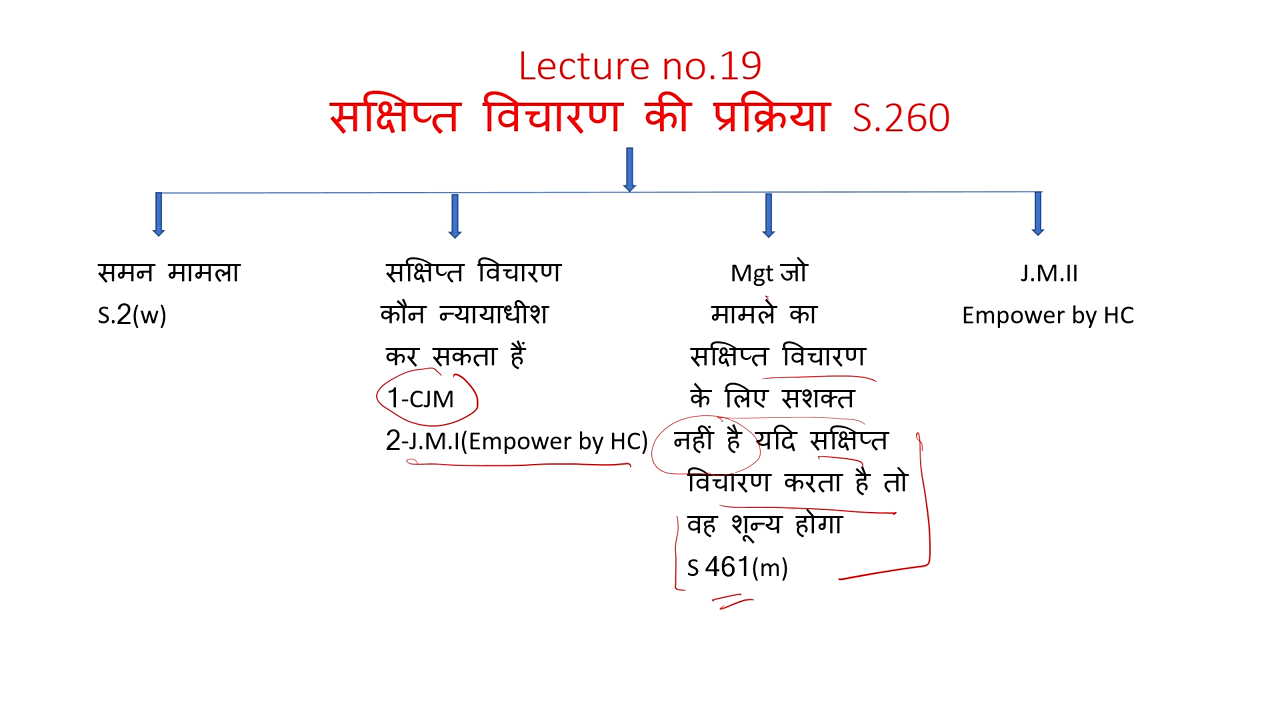 Lecture no.19
सक्षिप्त विचारण की प्रक्रिया S.260
समन मामला
S.2(w)
सक्षिप्त विचारण
कौन न्यायाधीश
कर सकता हैं
1-CJM
2-J.M.I(Empower by HC)
Mgt जो
मामले का
सक्षिप्त विचारण
के लिए सशक्त
नहीं है यदि सक्षिप्त
विचारण करता है तो
वह शून्य होगा
S 461(m)
J.M.II
Empower by HC